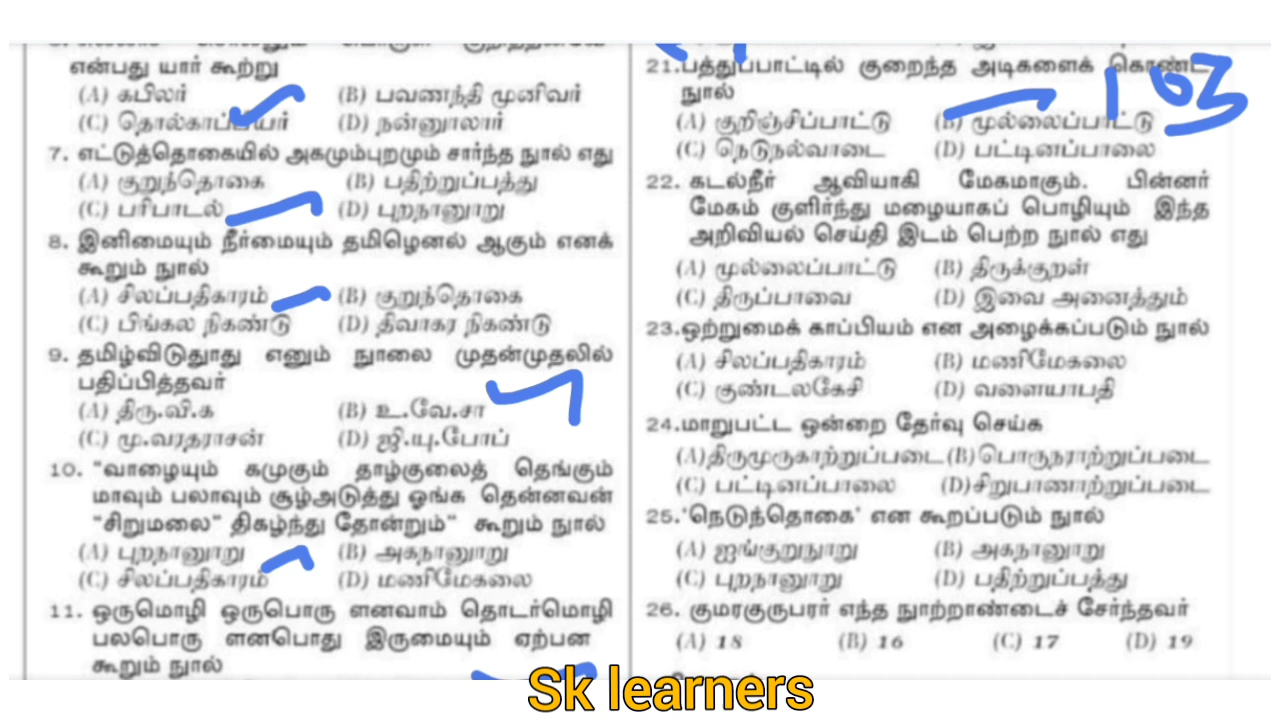 என்பது யார் கூற்று
(A) கபிலர் (B) பவணந்தி முனிவர்
(C) தொல்காப்பியர் (D) நன்னூலார்
7. எட்டுத்தொகையில் அகமும்புறமும் சார்ந்த நூல் எது
(A) குறுந்தொகை (B) பதிற்றுப்பத்து
(C) பரிபாடல் (D) புறநானூறு
8. இனிமையும் நீர்மையும் தமிழெனல் ஆகும் எனக்
கூறும் நூல்
(A) சிலப்பதிகாரம் (B) குறுந்தொகை
(C) பிங்கல நிகண்டு (D) திவாகர நிகண்டு
9. தமிழ்விடுதூது எனும் நூலை முதன்முதலில்
பதிப்பித்தவர்
(A) திரு.வி.க (B) உ.வே.சா
(C) மு.வரதராசன் (D) ஜி.யு.போப்
10. "வாழையும் கமுகும் தாழ்குலைத் தெங்கும்
மாவும் பலாவும் சூழ்அடுத்து ஓங்க தென்னவன்
"சிறுமலை" திகழ்ந்து தோன்றும்" கூறும் நூல்
(A) புறநானூறு (B) அகநானூறு
(C) சிலப்பதிகாரம் (D) மணிமேகலை
11. ஒருமொழி ஒருபொரு ளனவாம் தொடர்மொழி
பலபொரு ளனபொது இருமையும் ஏற்பன
கூறும் நூல்
21.பத்துப்பாட்டில் குறைந்த அடிகளைக் கொண்ட
நூல்
103
(A) குறிஞ்சிப்பாட்டு (B) முல்லைப்பாட்டு
(C) நெடுநல்வாடை (D) பட்டினப்பாலை
22. கடல்நீர் ஆவியாகி மேகமாகும். பின்னர்
மேகம் குளிர்ந்து மழையாகப் பொழியும் இந்த
அறிவியல் செய்தி இடம் பெற்ற நூல் எது
(A) முல்லைப்பாட்டு (B) திருக்குறள்
(C) திருப்பாவை (D) இவை அனைத்தும்
23.ஒற்றுமைக் காப்பியம் என அழைக்கப்படும் நூல்
(A) சிலப்பதிகாரம் (B) மணிமேகலை
(C) குண்டலகேசி (D) வளையாபதி
24.மாறுபட்ட ஒன்றை தேர்வு செய்க
(A)திருமுருகாற்றுப்படை (B)பொருநராற்றுப்படை
(C) பட்டினப்பாலை (D)சிறுபாணாற்றுப்படை
25.'நெடுந்தொகை' என கூறப்படும் நூல்
(A) ஐங்குறுநூறு (B) அகநானூறு
(C) புறநானூறு (D) பதிற்றுப்பத்து
26. குமரகுருபரர் எந்த நூற்றாண்டைச் சேர்ந்தவர்
(A) 18 (B) 16 (C) 17 (D) 19
Sk learners